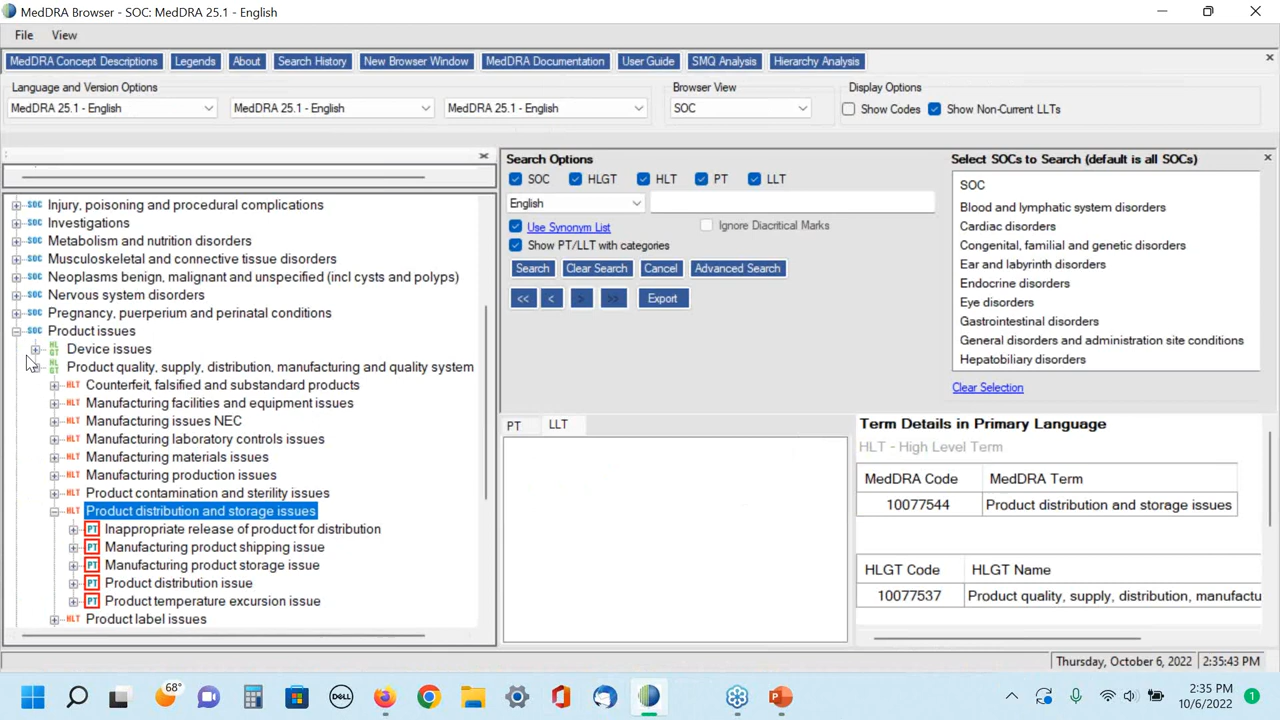 MedDRA Browser - SOC: MedDRA 25.1 - English
File View
MedDRA Concept Descriptions Legends About Search History New Browser Window MedDRA Documentation User Guide SMQ Analysis Hierarchy Analysis
Language and Version Options
MedDRA 25.1 - English MedDRA 25.1 - English MedDRA 25.1 - English
Browser View
SOC
Display Options
Show Codes Show Non-Current LLTs
SOC Injury, poisoning and procedural complications
SOC Investigations
SOC Metabolism and nutrition disorders
SOC Musculoskeletal and connective tissue disorders
SOC Neoplasms benign, malignant and unspecified (incl cysts and polyps)
SOC Nervous system disorders
SOC Pregnancy, puerperium and perinatal conditions
SOC Product issues
HLGT Device issues
HLGT Product quality, supply, distribution, manufacturing and quality system
HLT Counterfeit, falsified and substandard products
HLT Manufacturing facilities and equipment issues
HLT Manufacturing issues NEC
HLT Manufacturing laboratory controls issues
HLT Manufacturing materials issues
HLT Manufacturing production issues
HLT Product contamination and sterility issues
HLT Product distribution and storage issues
PT Inappropriate release of product for distribution
PT Manufacturing product shipping issue
PT Manufacturing product storage issue
PT Product distribution issue
PT Product temperature excursion issue
HLT Product label issues
Search Options
SOC HLGT HLT PT LLT
English
Use Synonym List Ignore Diacritical Marks
Show PT/LLT with categories
Search Clear Search Cancel Advanced Search
<< < > >> Export
Select SOCs to Search (default is all SOCs)
SOC
Blood and lymphatic system disorders
Cardiac disorders
Congenital, familial and genetic disorders
Ear and labyrinth disorders
Endocrine disorders
Eye disorders
Gastrointestinal disorders
General disorders and administration site conditions
Hepatobiliary disorders
Clear Selection
PT LLT
Term Details in Primary Language
HLT - High Level Term
MedDRA Code MedDRA Term
10077544 Product distribution and storage issues
HLGT Code HLGT Name
10077537 Product quality, supply, distribution, manufactu
Thursday, October 6, 2022 2:35:43 PM
68°
DELL
2:35 PM
10/6/2022
1